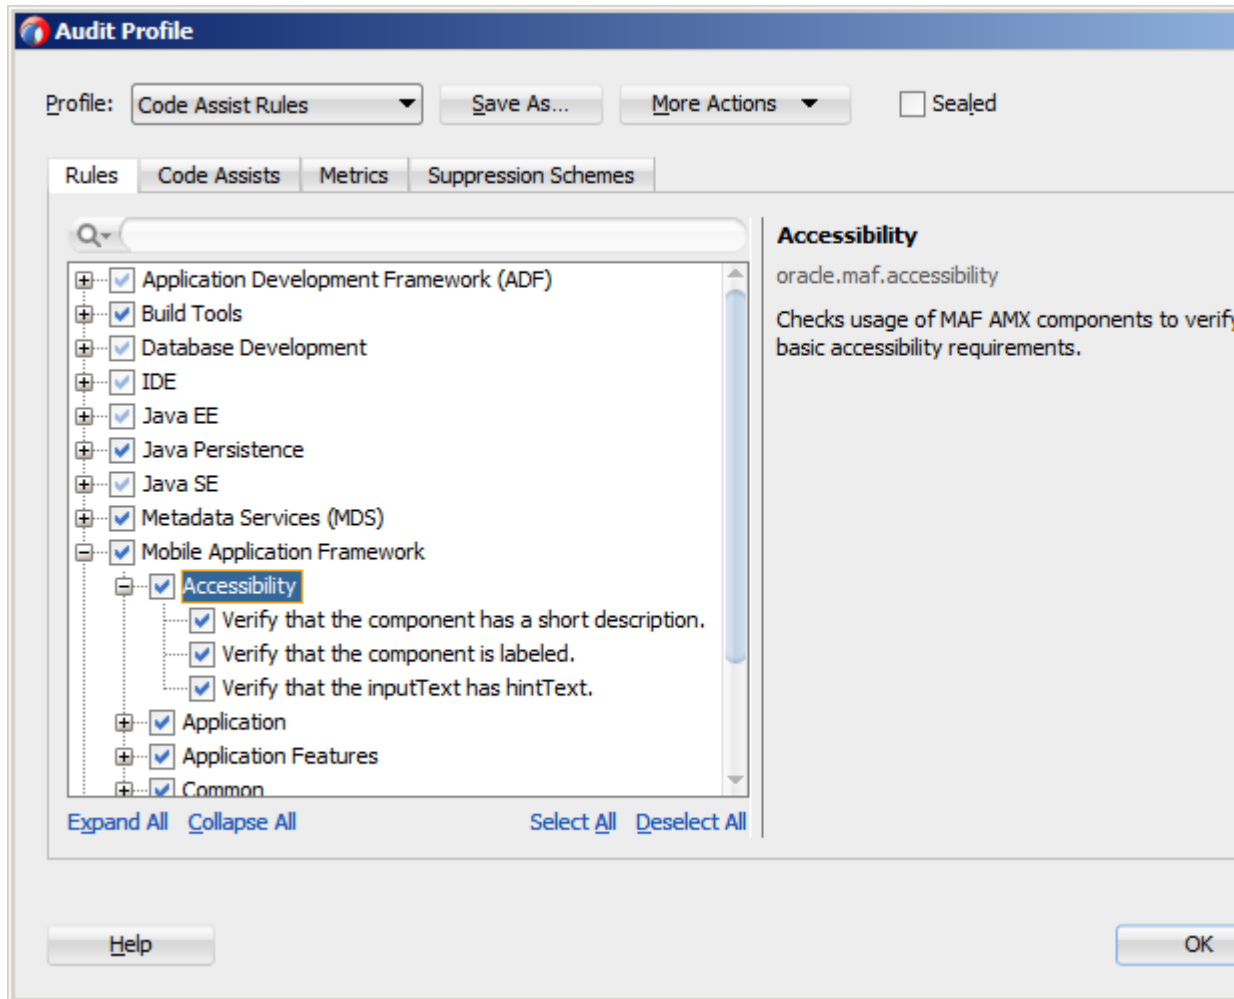 Audit Profile
Profile: Code Assist Rules Save As... More Actions Sealed
Rules Code Assists Metrics Suppression Schemes
Application Development Framework (ADF)
Build Tools
Database Development
IDE
Java EE
Java Persistence
Java SE
Metadata Services (MDS)
Mobile Application Framework
Accessibility
Verify that the component has a short description.
Verify that the component is labeled.
Verify that the inputText has hintText.
Application
Application Features
Common
Expand All Collapse All Select All Deselect All
Accessibility
oracle.maf.accessibility
Checks usage of MAF AMX components to verify
basic accessibility requirements.
Help OK